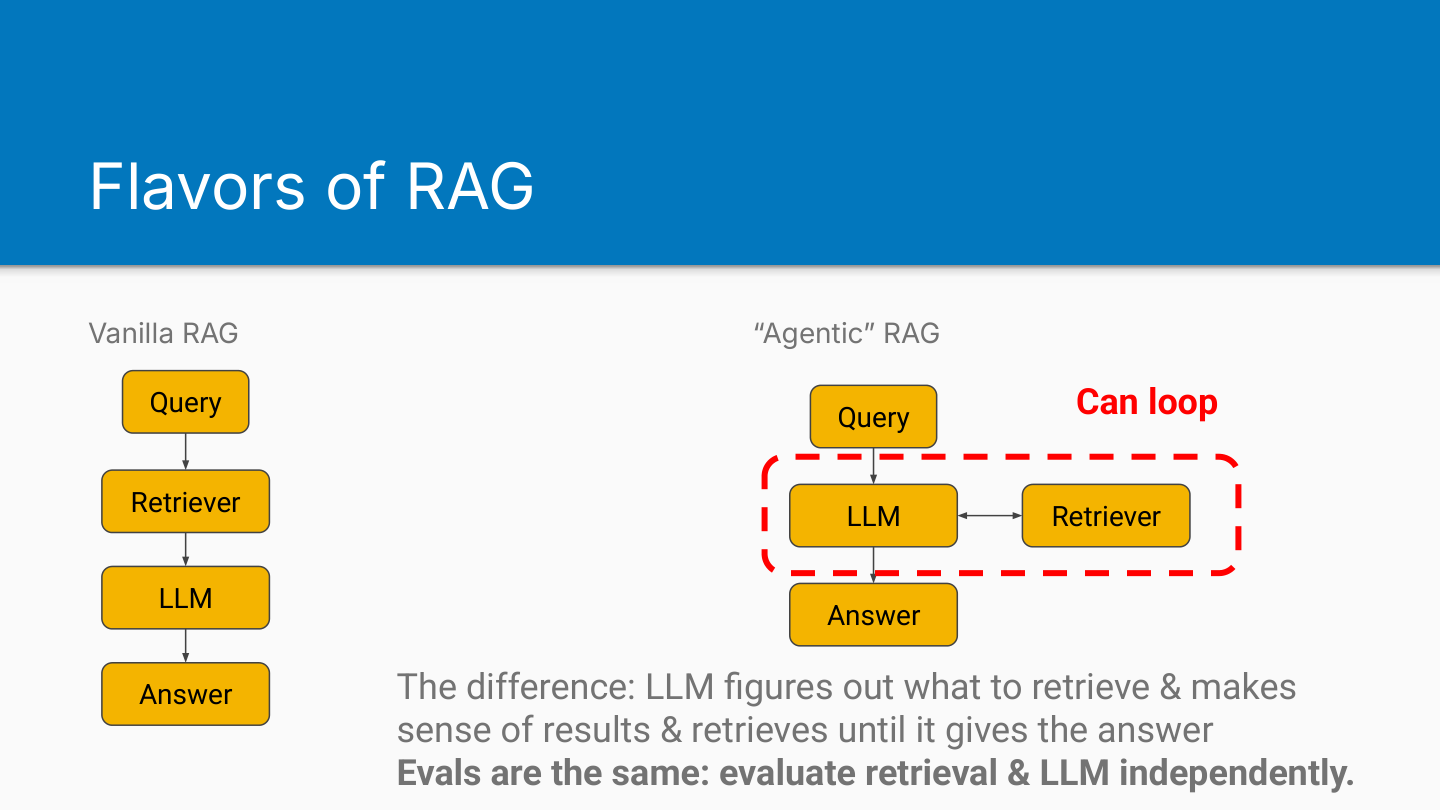 Flavors of RAG
Vanilla RAG
Query
Retriever
LLM
Answer
“Agentic” RAG
Can loop
Query
LLM
Retriever
Answer
The difference: LLM figures out what to retrieve & makes
sense of results & retrieves until it gives the answer
Evals are the same: evaluate retrieval & LLM independently.